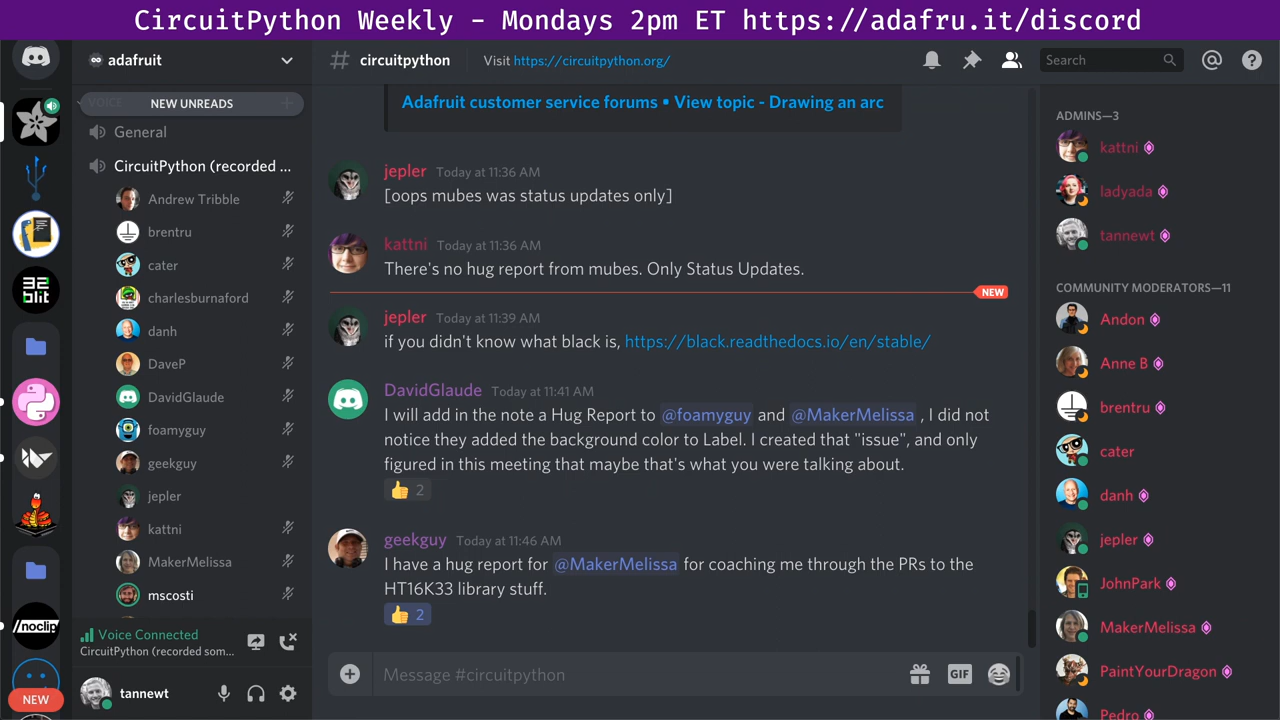 CircuitPython Weekly - Mondays 2pm ET https://adafru.it/discord
adafruit
circuitpython
Visit https://circuitpython.org/
Search
VOICE
NEW UNREADS
General
CircuitPython (recorded ...
Andrew Tribble
brentru
cater
charlesburnaford
danh
DaveP
DavidGlaude
foamyguy
geekguy
jepler
kattni
MakerMelissa
mscosti
Voice Connected
CircuitPython (recorded som...
tannewt
32
blit
/noclip
NEW
Adafruit customer service forums • View topic - Drawing an arc
jepler Today at 11:36 AM
[oops mubes was status updates only]
kattni Today at 11:36 AM
There's no hug report from mubes. Only Status Updates.
NEW
jepler Today at 11:39 AM
if you didn't know what black is, https://black.readthedocs.io/en/stable/
DavidGlaude Today at 11:41 AM
I will add in the note a Hug Report to @foamyguy and @MakerMelissa , I did not
notice they added the background color to Label. I created that "issue", and only
figured in this meeting that maybe that's what you were talking about.
2
geekguy Today at 11:46 AM
I have a hug report for @MakerMelissa for coaching me through the PRs to the
HT16K33 library stuff.
2
Message #circuitpython
GIF
ADMINS—3
kattni
ladyada
tannewt
COMMUNITY MODERATORS—11
Andon
Anne B
brentru
cater
danh
jepler
JohnPark
MakerMelissa
PaintYourDragon
Pedro